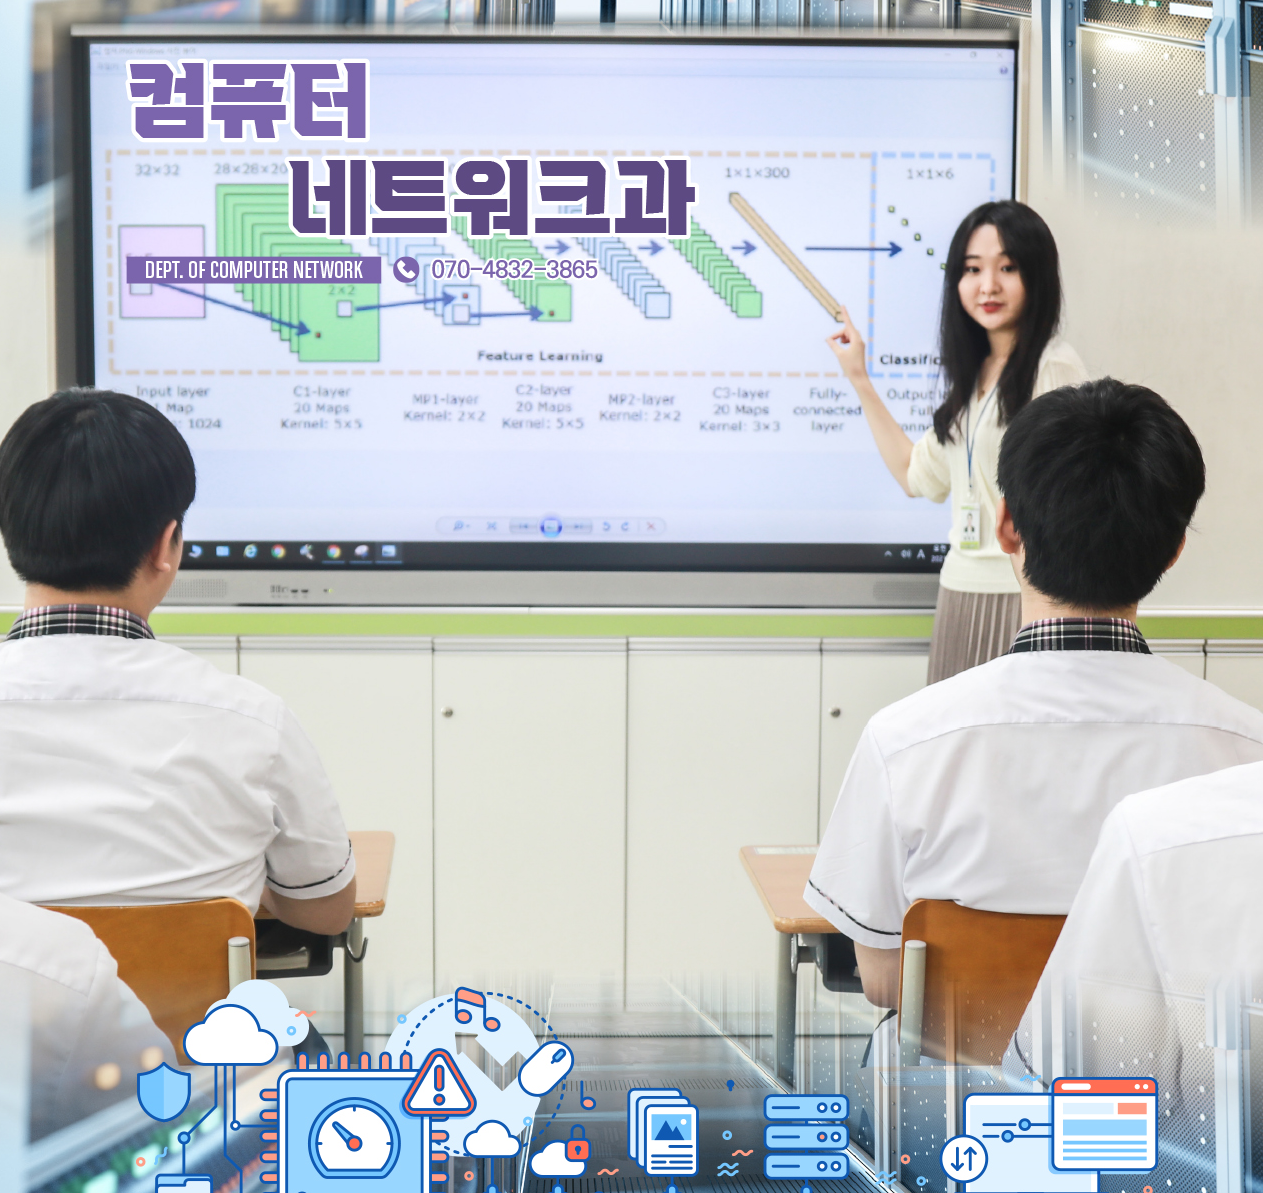 컴퓨터
네트워크과
DEPT. OF COMPUTER NETWORK 070-4832-3865
32×32 28×28×20 1×1×300 1×1×6
2×2
Feature Learning
Input layer C1-layer MP1-layer C2-layer MP2-layer C3-layer Fully- Output
Map 20 Maps Kernel: 2×2 20 Maps Kernel: 2×2 20 Maps connected
1024 Kernel: 5×5 Kernel: 5×5 Kernel: 3×3 layer
A